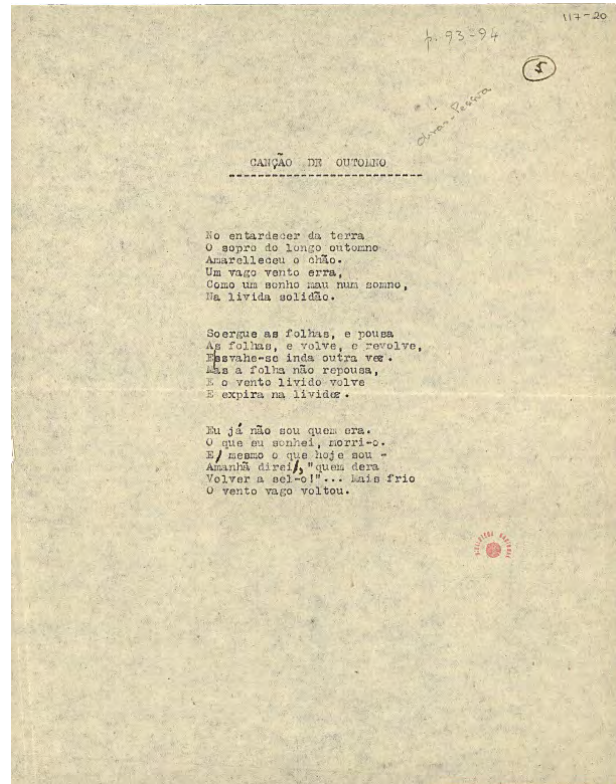 117-20
p. 93-94
5
CANÇÃO DE OUTOMNO
No entardecer da terra
O sopro do longo outomno
Amarelleceu o chão.
Um vago vento erra,
Como um sonho mau num somno,
Na livida solidão.
Soergue as folhas, e pousa
As folhas, e volve, e revolve,
Esvahe-se inda outra vez.
Mas a folha não repousa,
E o vento livido volve
E expira na lividez.
Eu já não sou quem era.
O que eu sonhei, morri-o.
E/ mesmo o que hoje sou -
Amanhã direi/, "quem dera
Volver a sel-o!"... Mais frio
O vento vago voltou.
BIBLIOTECA NACIONAL